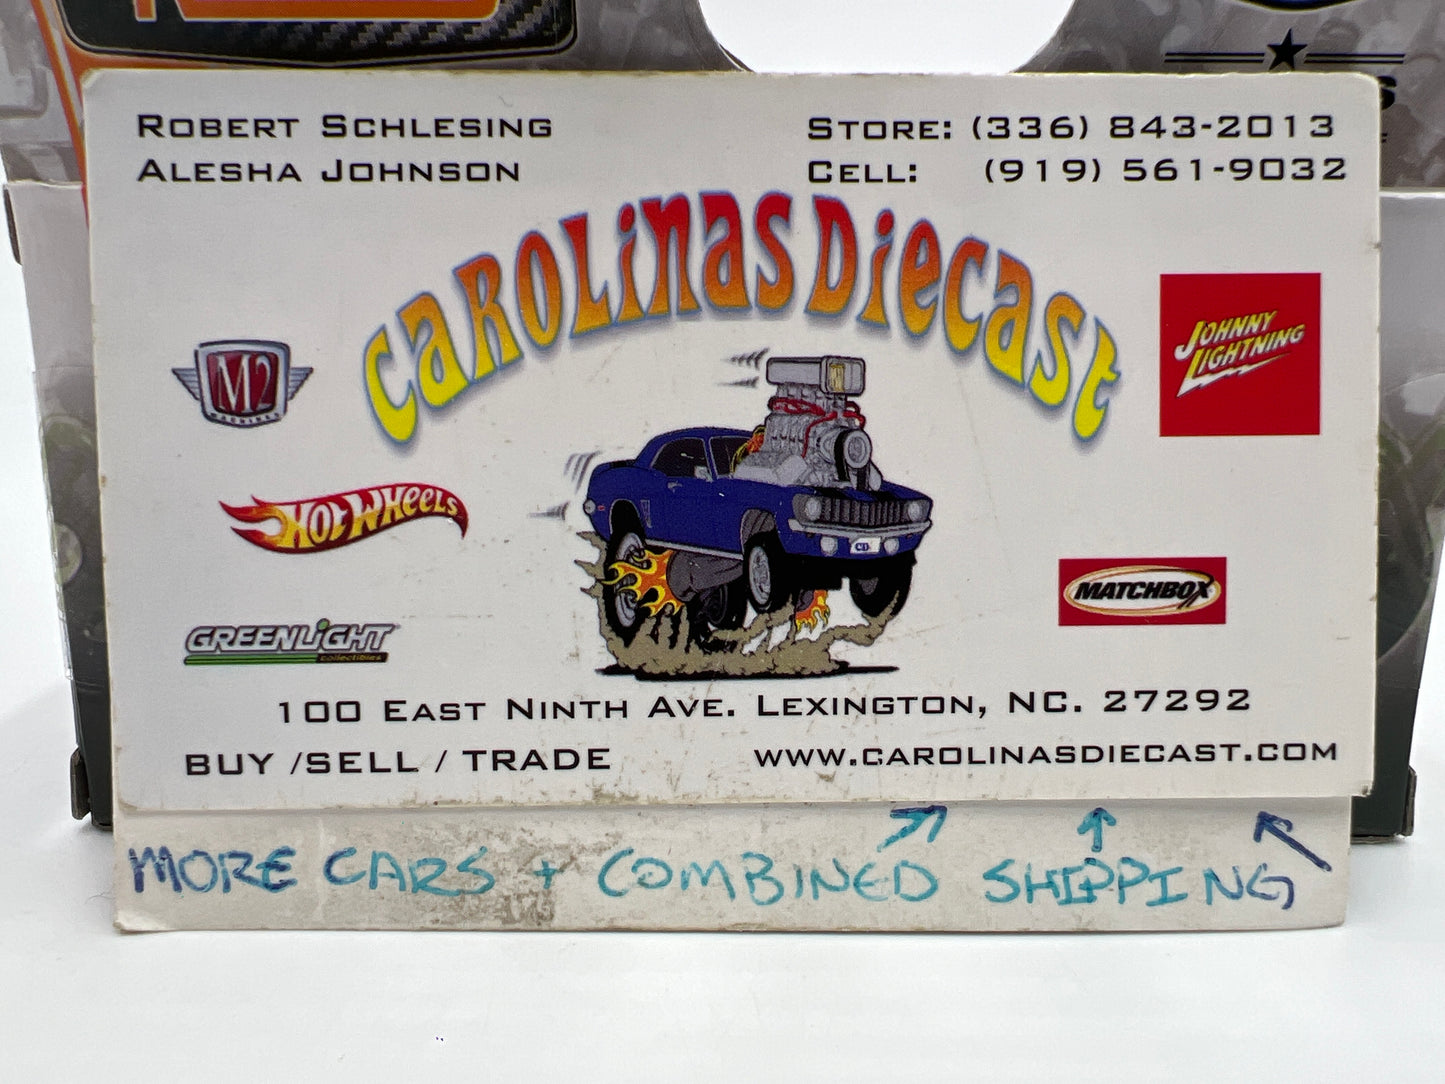 ROBERT SCHLESING
ALESHA JOHNSON
STORE: (336) 843-2013
CELL: (919) 561-9032
CAROLINAS DIECAST
M2
MACHINES
JOHNNY
LIGHTNING
HOT WHEELS
MATCHBOX
GREENLIGHT
collectibles
100 EAST NINTH AVE. LEXINGTON, NC. 27292
BUY /SELL / TRADE
WWW.CAROLINASDIECAST.COM
MORE CARS + COMBINED SHIPPING